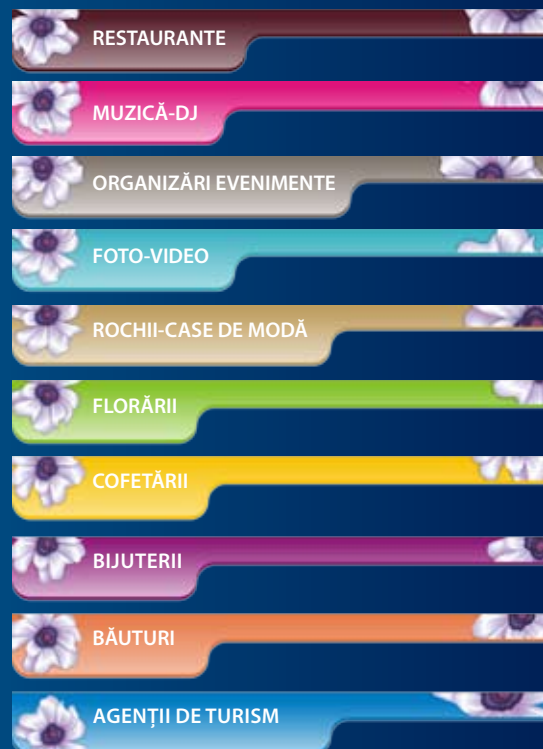 RESTAURANTE
MUZICĂ-DJ
ORGANIZĂRI EVENIMENTE
FOTO-VIDEO
ROCHII-CASE DE MODĂ
FLORĂRII
COFETĂRII
BIJUTERII
BĂUTURI
AGENȚII DE TURISM